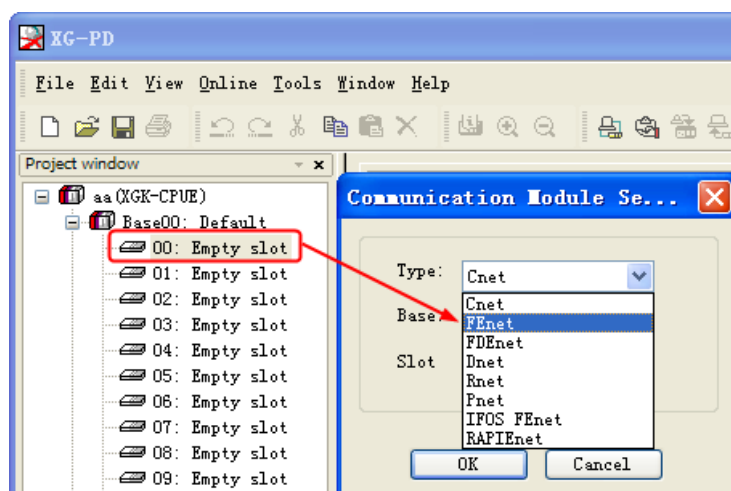 XG-PD
File Edit View Online Tools Window Help
Project window
aa(XGK-CPUE)
Base00: Default
00: Empty slot
01: Empty slot
02: Empty slot
03: Empty slot
04: Empty slot
05: Empty slot
06: Empty slot
07: Empty slot
08: Empty slot
09: Empty slot
Communication Module Se...
Type: Cnet
Cnet
Base:
FEnet
FDEnet
Slot
Dnet
Rnet
Pnet
IFOS FEnet
RAPIEnet
OK Cancel